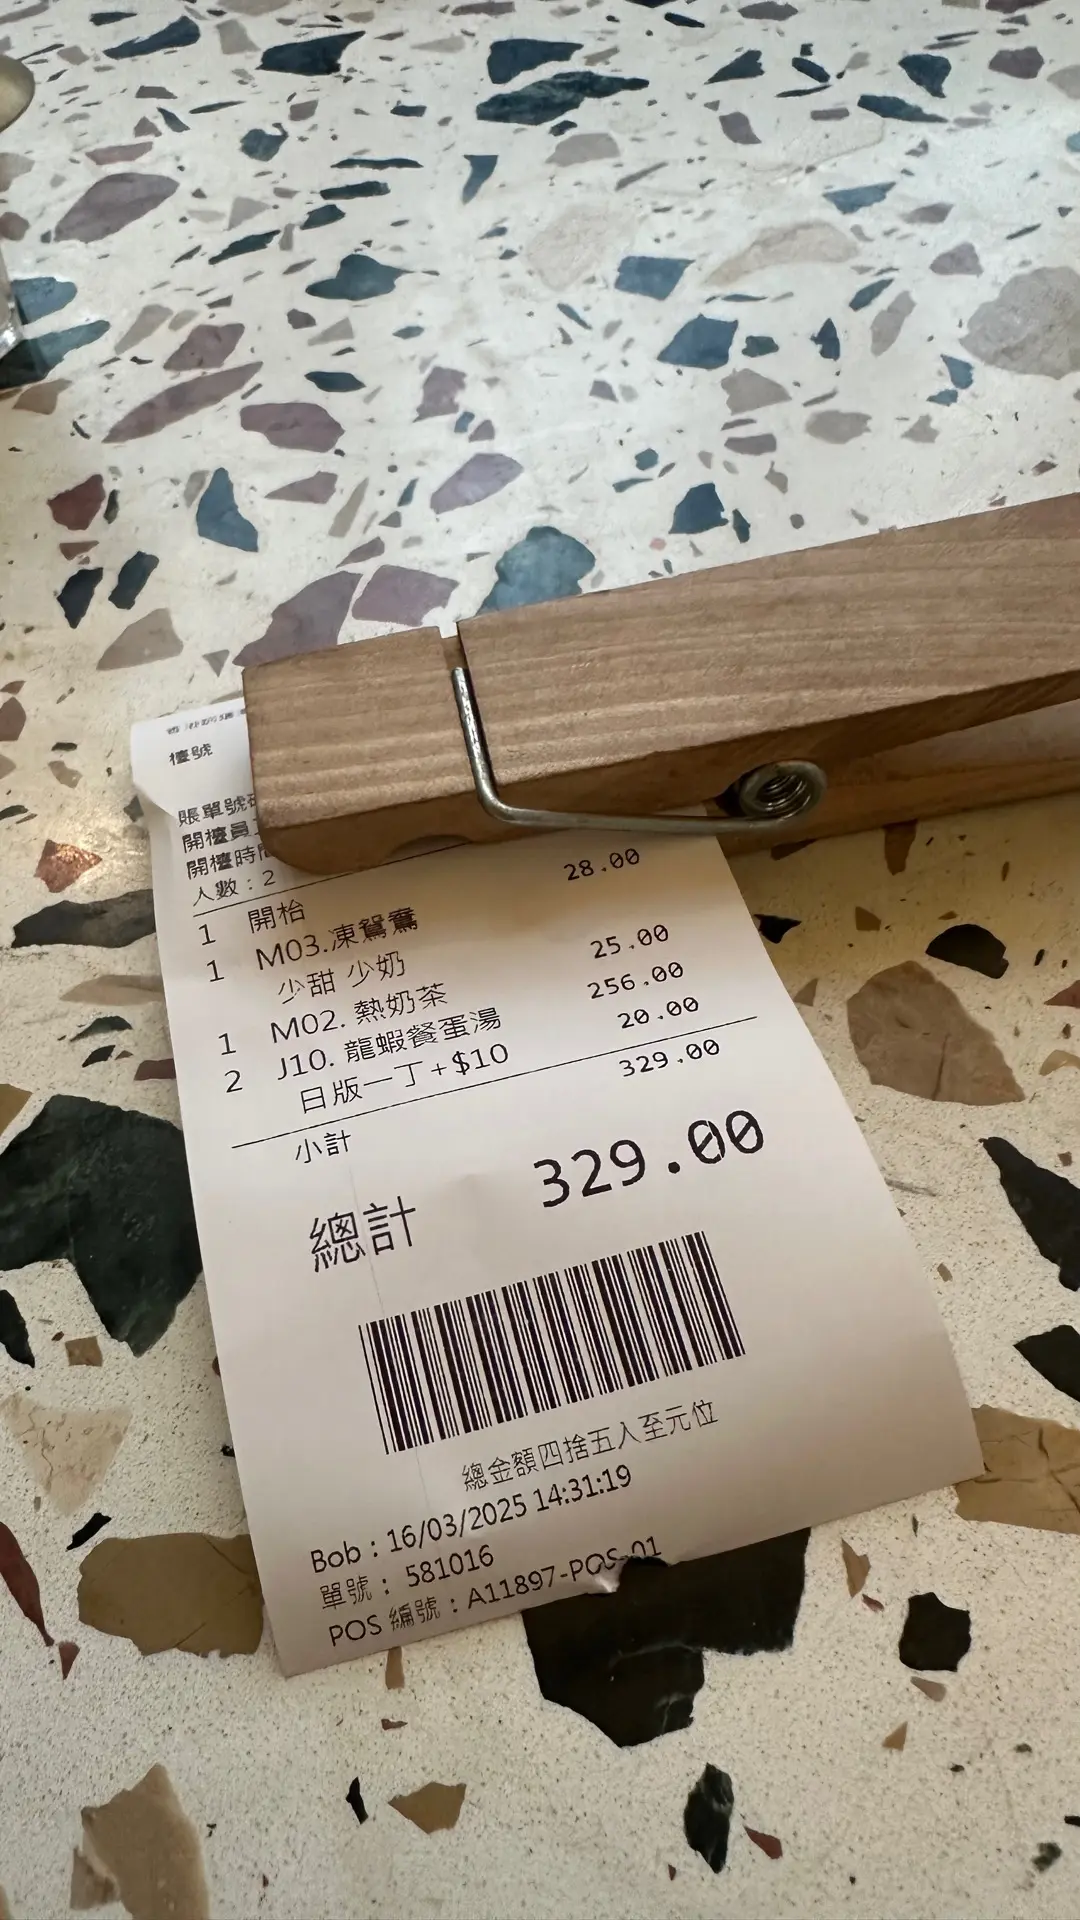 檯號
賬單號
開檯員
開檯時間
人數：2
1 開枱
1 M03.凍鴛鴦 28.00
少甜 少奶
1 M02. 熱奶茶 25.00
2 J10. 龍蝦餐蛋湯 256.00
日版一丁+$10 20.00
小計 329.00
總計 329.00
總金額四捨五入至元位
Bob : 16/03/2025 14:31:19
單號： 581016
POS 編號：A11897-POS-01